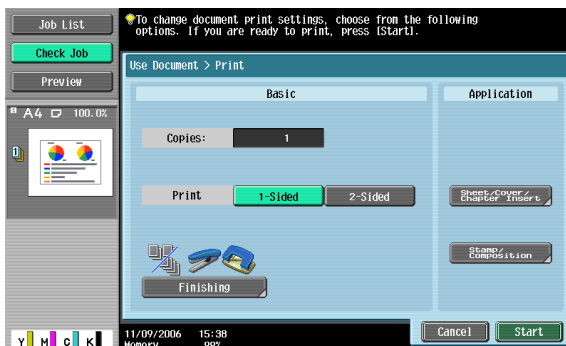 Job List
Check Job
Preview
A4 100.0%
To change document print settings, choose from the following
options. If you are ready to print, press [Start].
Use Document > Print
Basic
Application
Copies: 1
Print 1-Sided 2-Sided
Sheet/Cover/
Chapter Insert
Stamp/
Composition
Finishing
11/09/2006 15:38
Memory 99%
Cancel Start
Y M C K